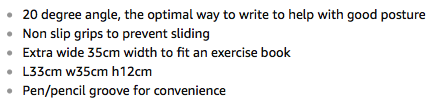 20 degree angle, the optimal way to write to help with good posture
Non slip grips to prevent sliding
Extra wide 35cm width to fit an exercise book
L33cm w35cm h12cm
Pen/pencil groove for convenience